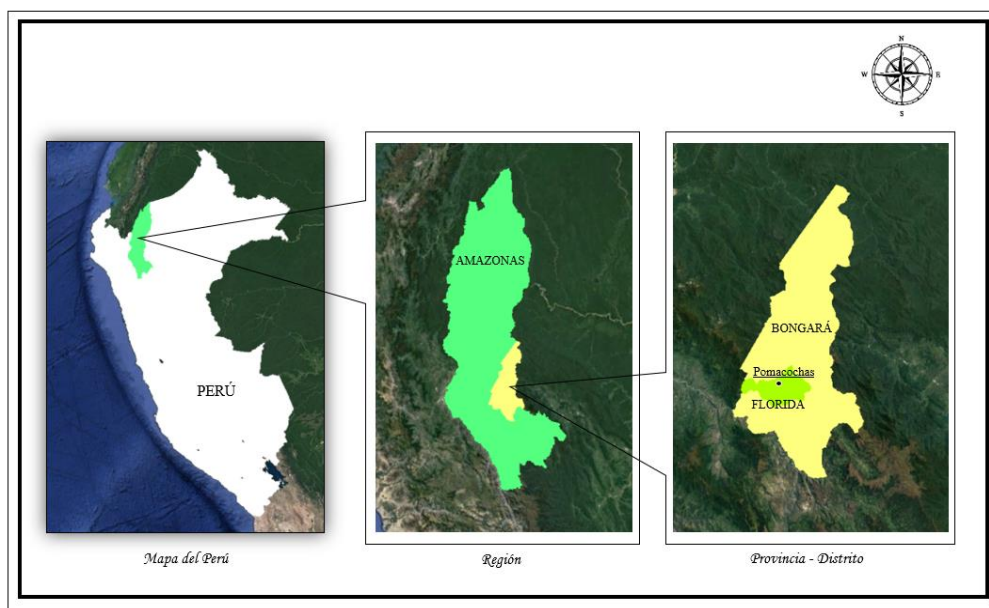 N
W E
S
PERÚ
AMAZONAS
BONGARÁ
Pomacochas
FLORIDA
Mapa del Perú
Región
Provincia - Distrito